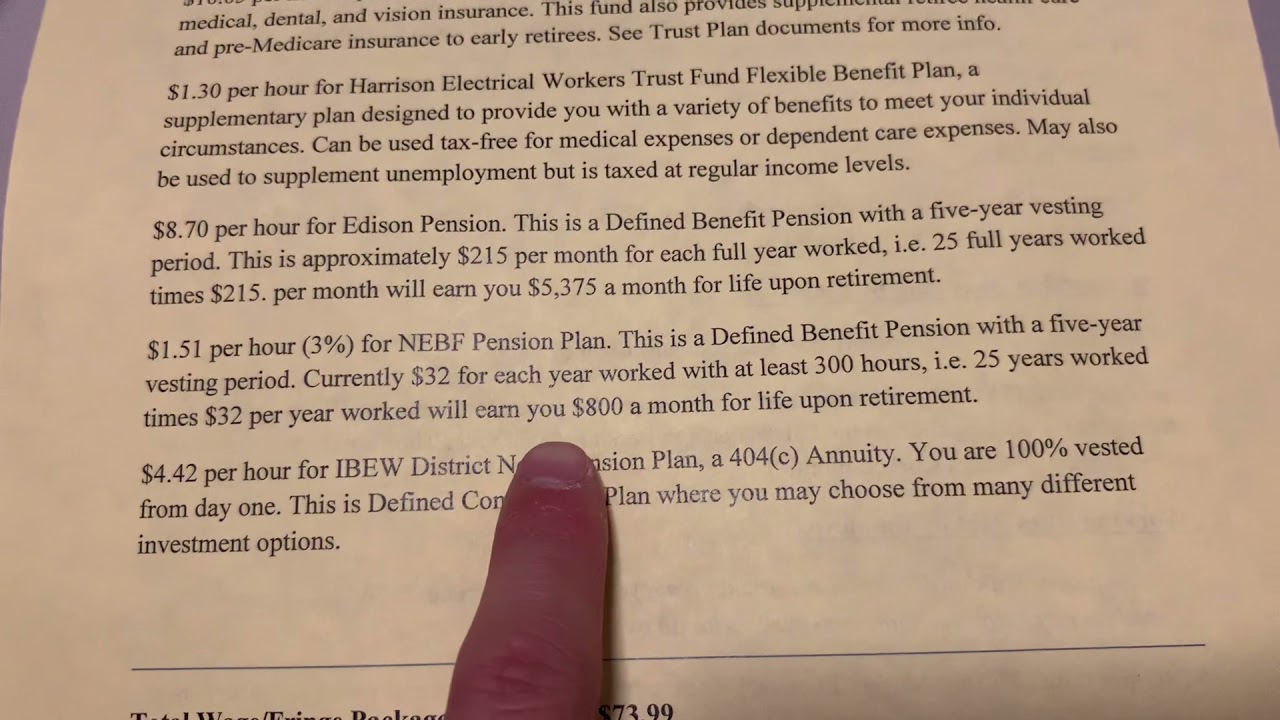 medical, dental, and vision insurance. This fund also provides supplemental retiree health care
and pre-Medicare insurance to early retirees. See Trust Plan documents for more info.
$1.30 per hour for Harrison Electrical Workers Trust Fund Flexible Benefit Plan, a
supplementary plan designed to provide you with a variety of benefits to meet your individual
circumstances. Can be used tax-free for medical expenses or dependent care expenses. May also
be used to supplement unemployment but is taxed at regular income levels.
$8.70 per hour for Edison Pension. This is a Defined Benefit Pension with a five-year vesting
period. This is approximately $215 per month for each full year worked, i.e. 25 full years worked
times $215. per month will earn you $5,375 a month for life upon retirement.
$1.51 per hour (3%) for NEBF Pension Plan. This is a Defined Benefit Pension with a five-year
vesting period. Currently $32 for each year worked with at least 300 hours, i.e. 25 years worked
times $32 per year worked will earn you $800 a month for life upon retirement.
$4.42 per hour for IBEW District Plan, a 404(c) Annuity. You are 100% vested
from day one. This is Defined Plan where you may choose from many different
investment options.
Total Wage/Fringe Package $73.99